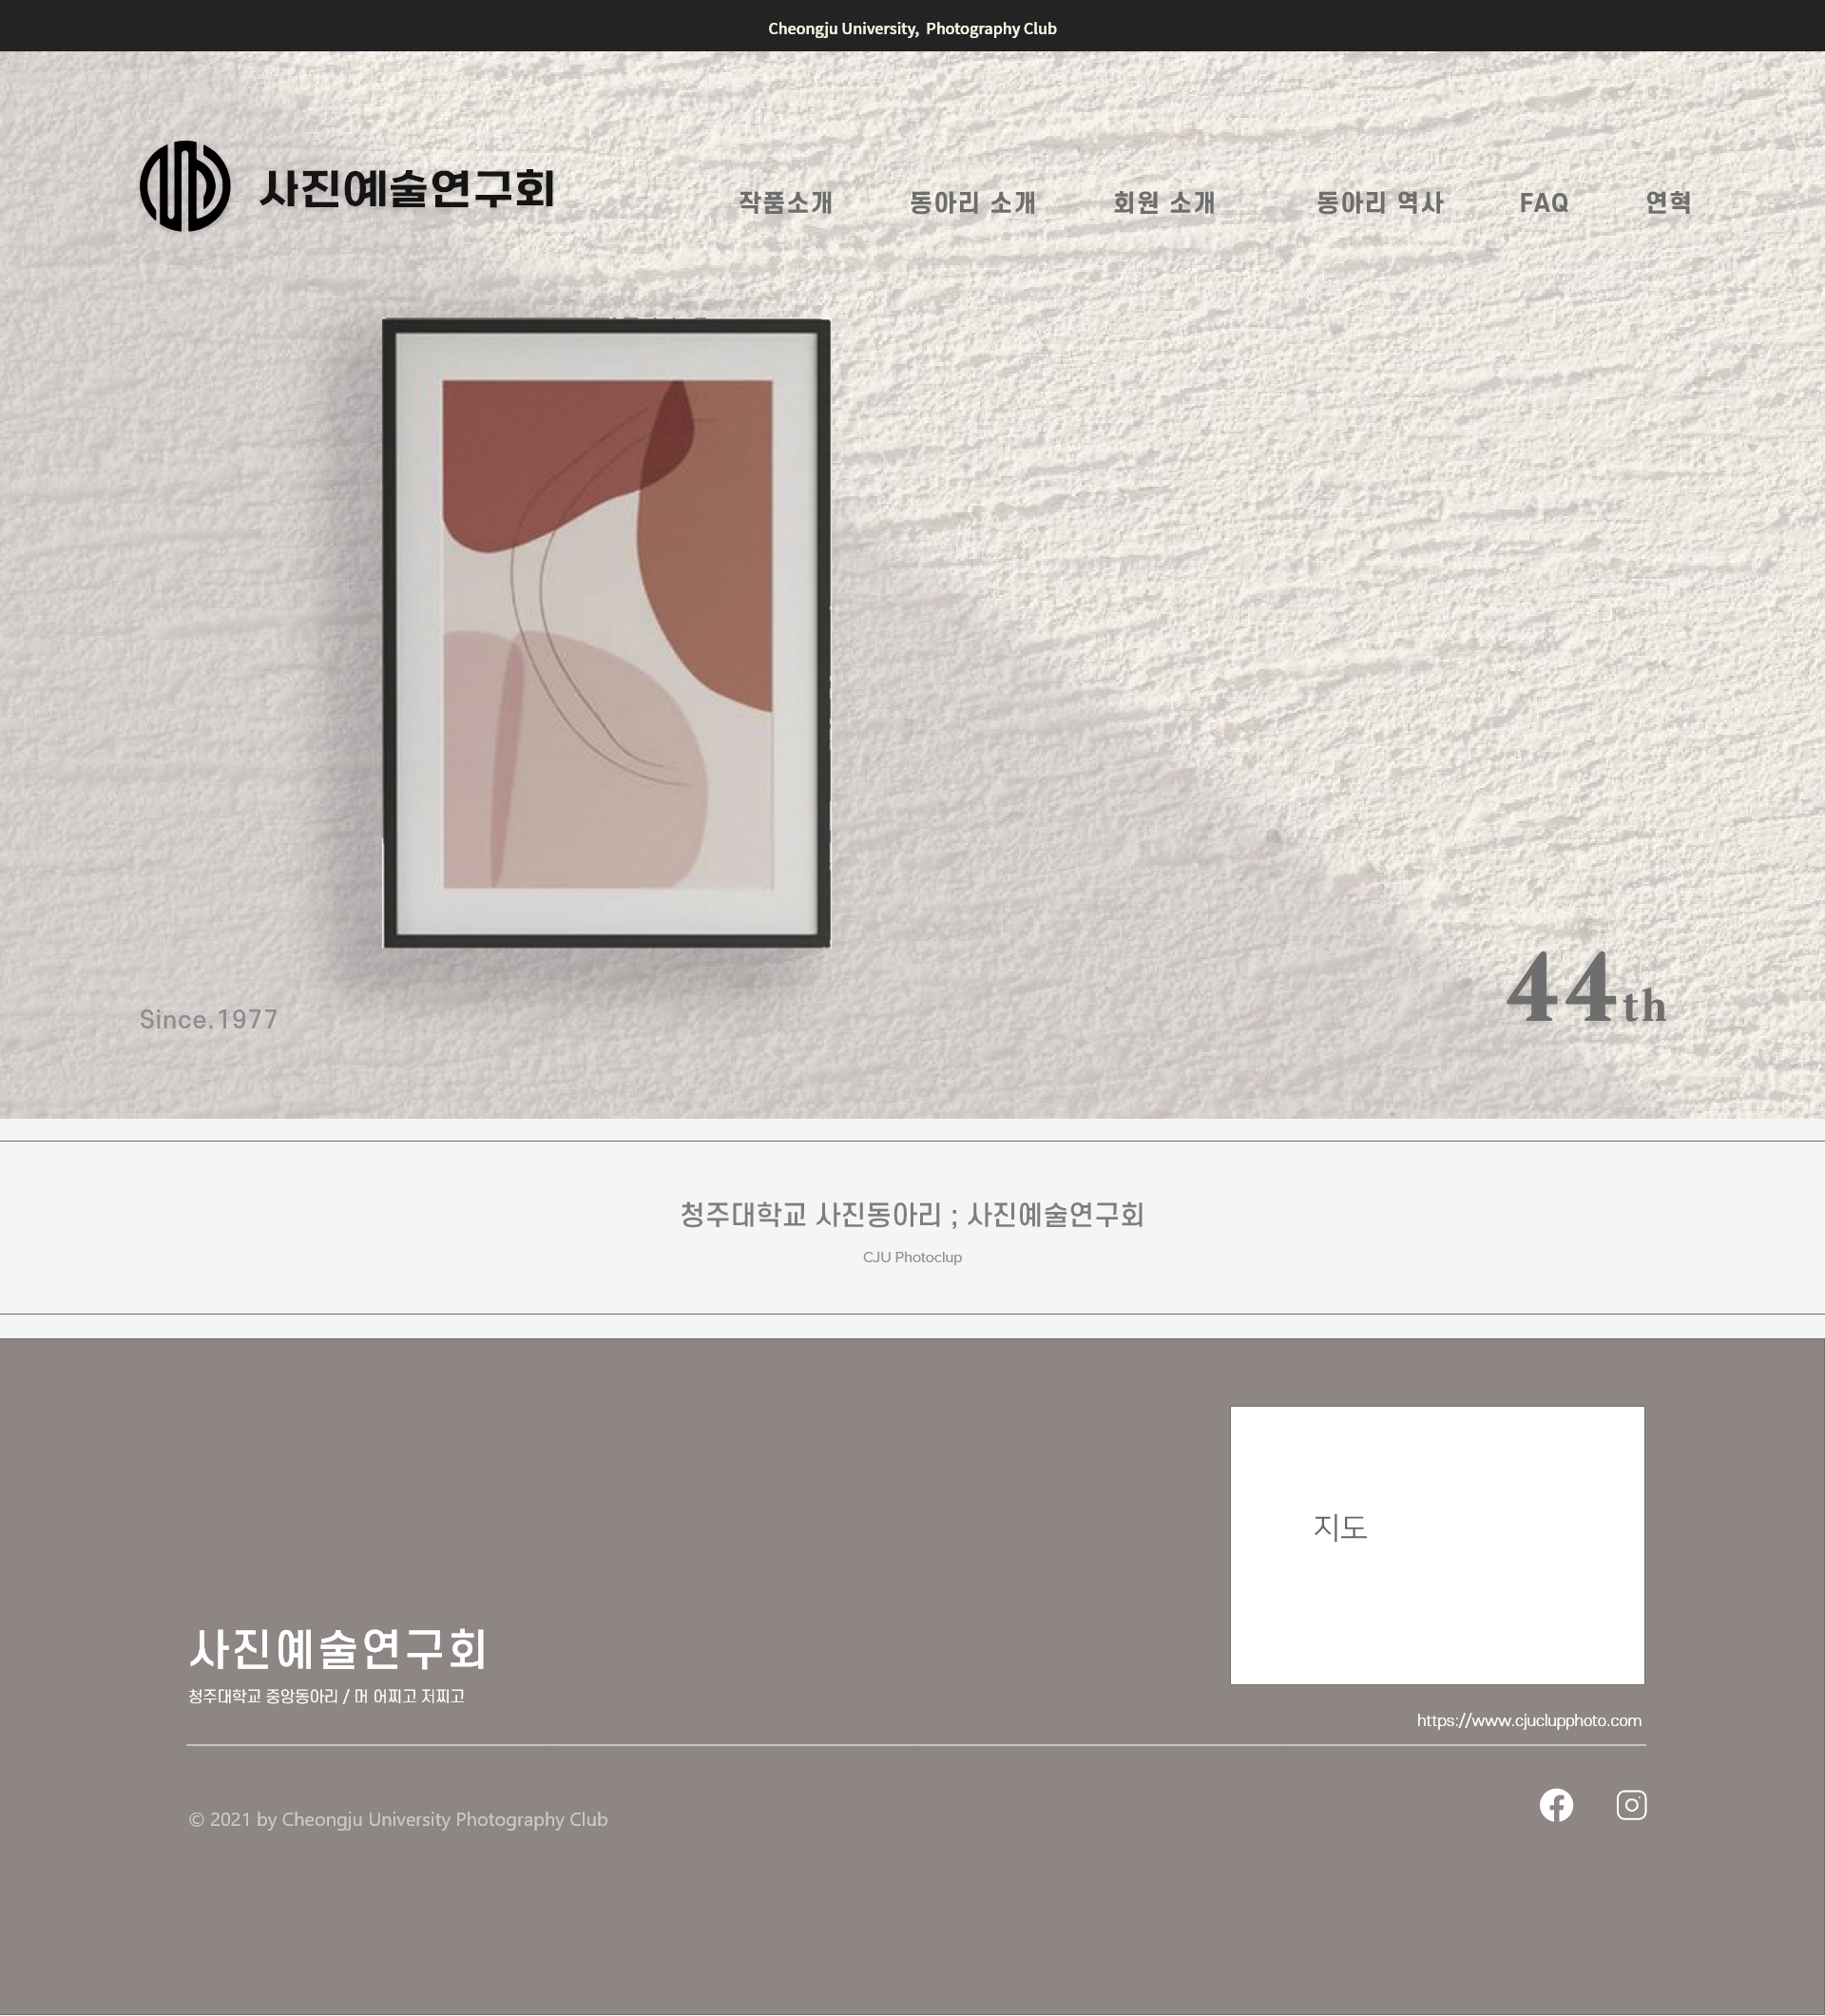 Cheongju University, Photography Club
사진예술연구회
작품소개 동아리 소개 회원 소개 동아리 역사 FAQ 연혁
Since.1977
44th
청주대학교 사진동아리 ; 사진예술연구회
CJU Photoclup
지도
사진예술연구회
청주대학교 중앙동아리 / 머 어찌고 저찌고
https://www.cjuclupphoto.com
© 2021 by Cheongju University Photography Club